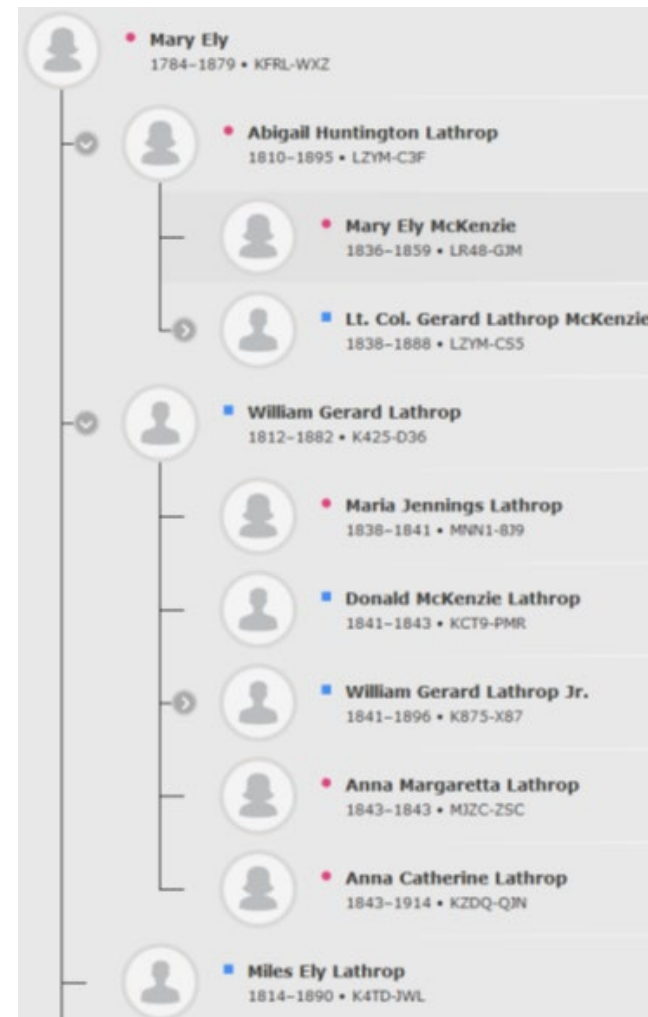 Mary Ely
1784–1879 • KFRL-WXZ
Abigail Huntington Lathrop
1810–1895 • LZYM-C3F
Mary Ely McKenzie
1836–1859 • LR48-GJM
Lt. Col. Gerard Lathrop McKenzie
1838–1888 • LZYM-CS5
William Gerard Lathrop
1812–1882 • K425-D36
Maria Jennings Lathrop
1838–1841 • MNN1-8J9
Donald McKenzie Lathrop
1841–1843 • KCT9-PMR
William Gerard Lathrop Jr.
1841–1896 • K875-X87
Anna Margaretta Lathrop
1843–1843 • MJZC-ZSC
Anna Catherine Lathrop
1843–1914 • KZDQ-QJN
Miles Ely Lathrop
1814–1890 • K4TD-JWL